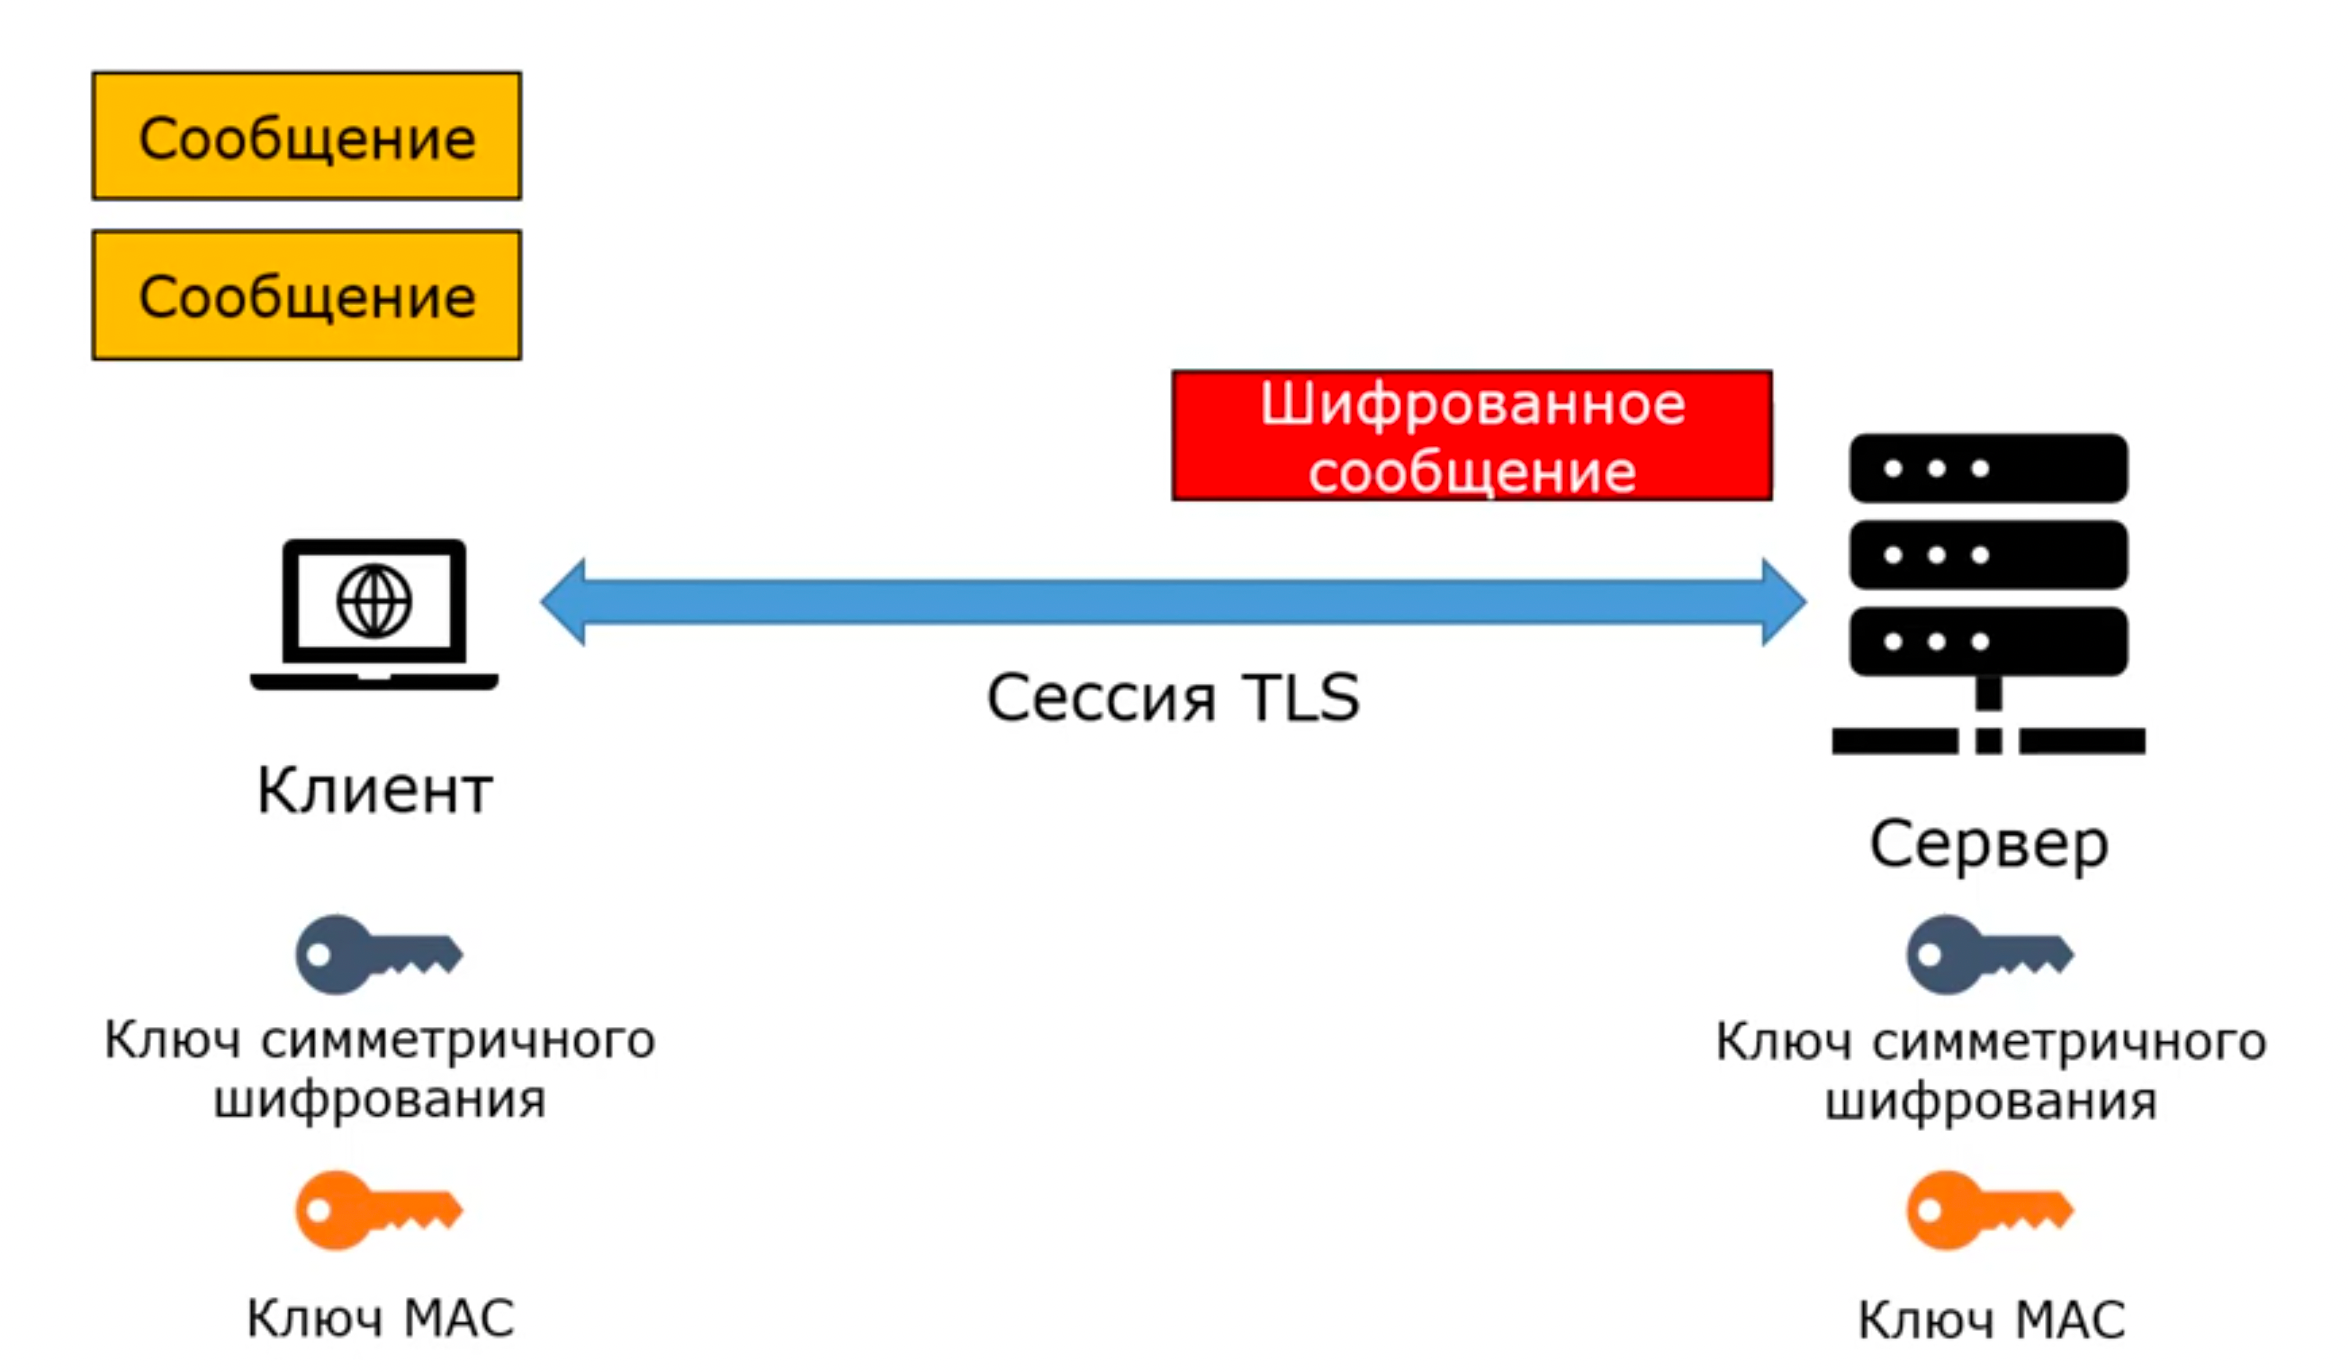 Сообщение
Сообщение
Шифрованное
сообщение
Сессия TLS
Клиент
Сервер
Ключ симметричного
шифрования
Ключ симметричного
шифрования
Ключ MAC
Ключ MAC